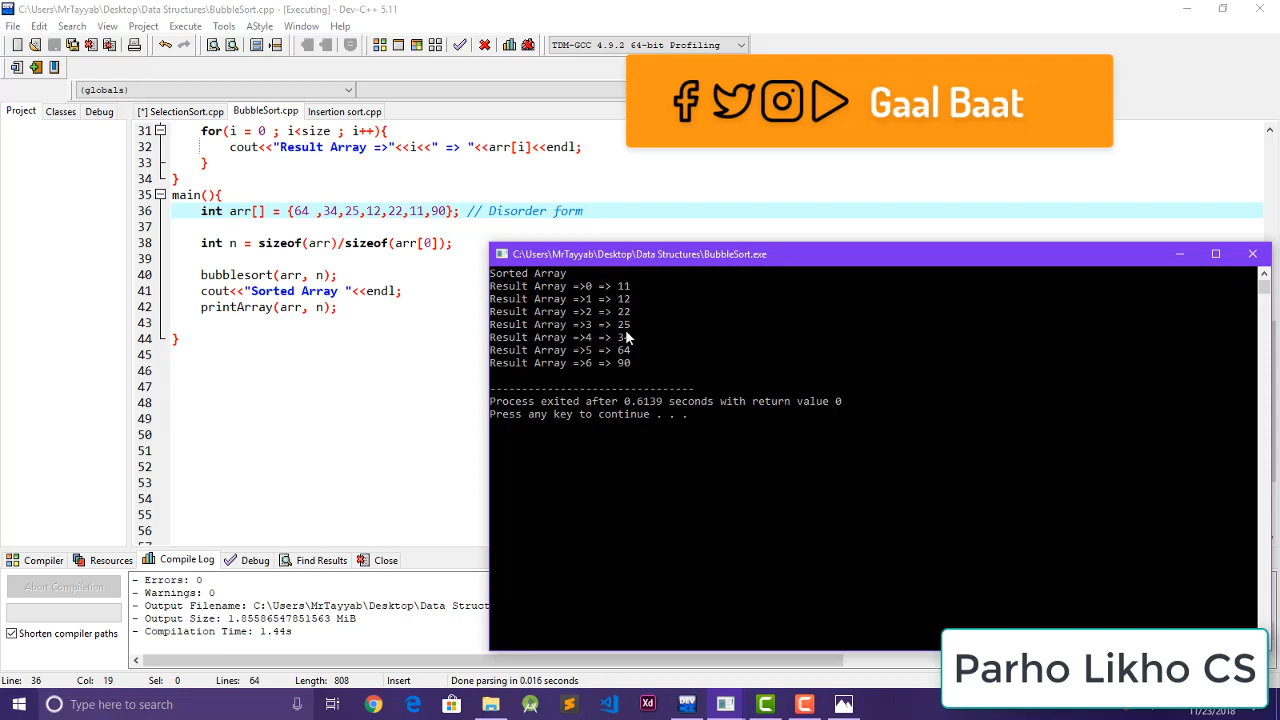 C:\Users\MrTayyab\Desktop\Data Structures\BubbleSort.cpp - [Executing] - Dev-C++ 5.11
File Edit Search View Project Execute Tools AStyle Window Help
TDM-GCC 4.9.2 64-bit Profiling
(globals)
Gaal Baat
Project Classes Debug
[*] SelectionSort.cpp BubbleSort.cpp Insertion sort.cpp
31 for(i = 0 ; i<size ; i++){
32 cout<<"Result Array =>"<<i<<" => "<<arr[i]<<endl;
33 }
34 }
35 main(){
36 int arr[] = {64 ,34,25,12,22,11,90}; // Disorder form
37
38 int n = sizeof(arr)/sizeof(arr[0]);
39
40 bubblesort(arr, n);
41 cout<<"Sorted Array "<<endl;
42 printArray(arr, n);
43
44 }
45
46
47
48
49
50
51
52
53
54
55
56
C:\Users\MrTayyab\Desktop\Data Structures\BubbleSort.exe
Sorted Array
Result Array =>0 => 11
Result Array =>1 => 12
Result Array =>2 => 22
Result Array =>3 => 25
Result Array =>4 =>
Result Array =>5 => 64
Result Array =>6 => 90
--------------------------------
Process exited after 0.6139 seconds with return value 0
Press any key to continue . . .
Compiler Resources Compile Log Debug Find Results Close
Abort Compilation
Shorten compiler paths
- Errors: 0
- Warnings: 0
- Output Filename: C:\Users\MrTayyab\Desktop\Data Struct
- Output Size: 1.85586547851563 MiB
- Compilation Time: 1.44s
Line: 36 Col: 19 Sel: 0 Lines: 64 Length: 808 Insert Done parsing in 0.016 seconds
Parho Likho CS
Type here to search
11/23/2018